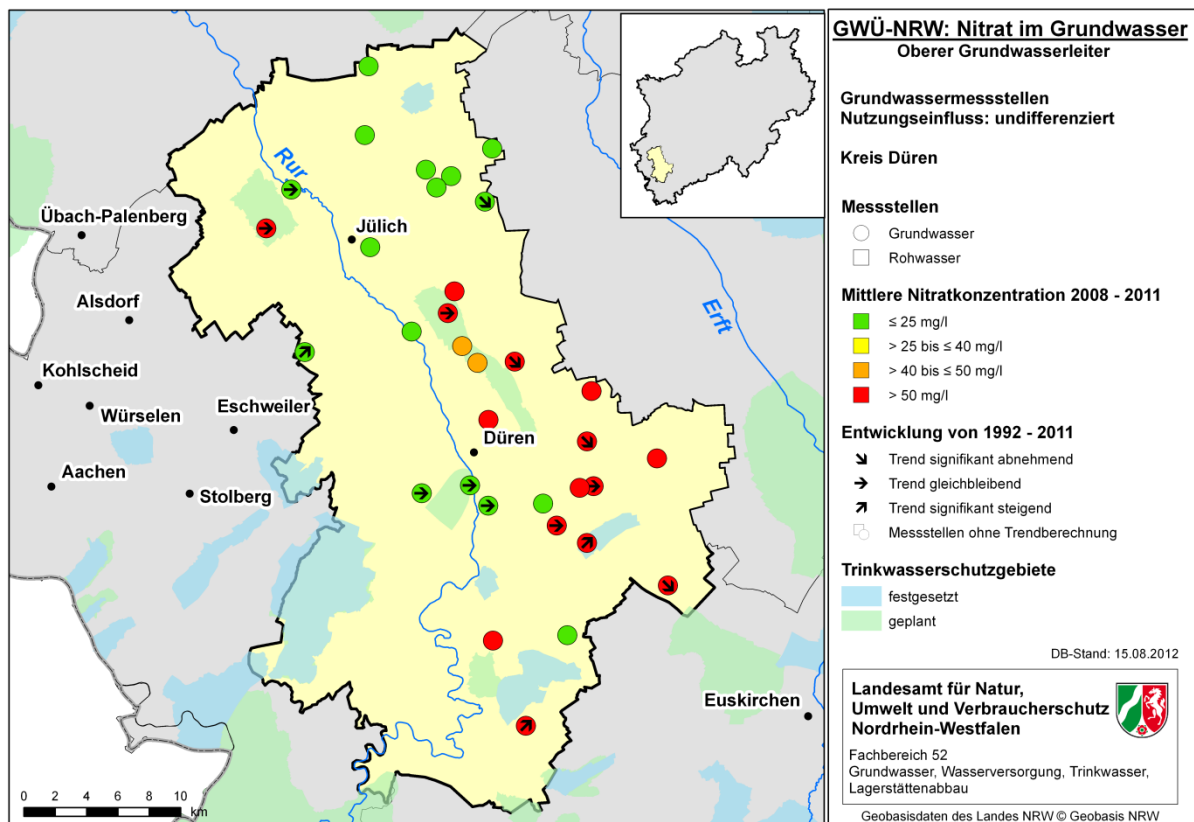 GWÜ-NRW: Nitrat im Grundwasser
Oberer Grundwasserleiter
Grundwassermessstellen
Nutzungseinfluss: undifferenziert
Kreis Düren
Messstellen
Grundwasser
Rohwasser
Mittlere Nitratkonzentration 2008 - 2011
≤ 25 mg/l
> 25 bis ≤ 40 mg/l
> 40 bis ≤ 50 mg/l
> 50 mg/l
Entwicklung von 1992 - 2011
Trend signifikant abnehmend
Trend gleichbleibend
Trend signifikant steigend
Messstellen ohne Trendberechnung
Trinkwasserschutzgebiete
festgesetzt
geplant
DB-Stand: 15.08.2012
Landesamt für Natur,
Umwelt und Verbraucherschutz
Nordrhein-Westfalen
Fachbereich 52
Grundwasser, Wasserversorgung, Trinkwasser,
Lagerstättenabbau
Geobasisdaten des Landes NRW © Geobasis NRW
Rur
Übach-Palenberg
Jülich
Alsdorf
Erft
Kohlscheid
Würselen
Eschweiler
Düren
Aachen
Stolberg
Euskirchen
0 2 4 6 8 10
km